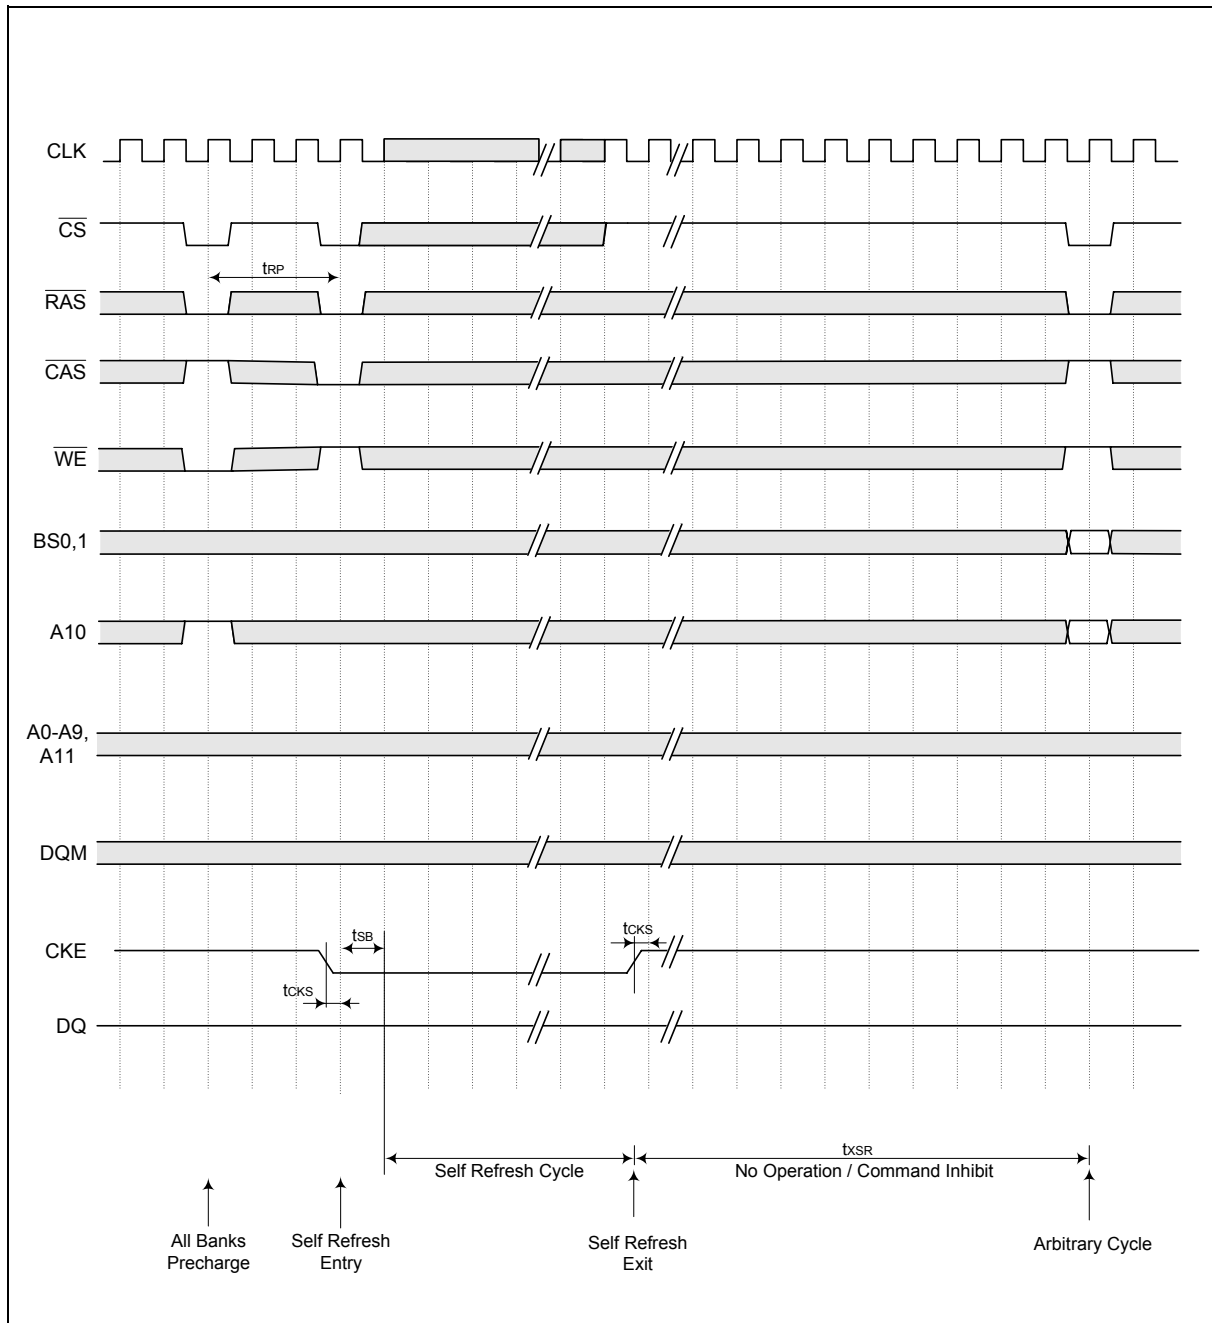 CLK
CS
tRP
RAS
CAS
WE
BS0,1
A10
A0-A9,
A11
DQM
tSB
tCKS
CKE
tCKS
DQ
tXSR
Self Refresh Cycle
No Operation / Command Inhibit
All Banks
Precharge
Self Refresh
Entry
Self Refresh
Exit
Arbitrary Cycle